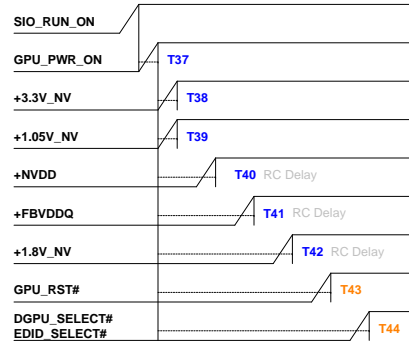 SIO_RUN_ON
GPU_PWR_ON T37
+3.3V_NV T38
+1.05V_NV T39
+NVDD T40 RC Delay
+FBVDDQ T41 RC Delay
+1.8V_NV T42 RC Delay
GPU_RST# T43
DGPU_SELECT#
EDID_SELECT# T44